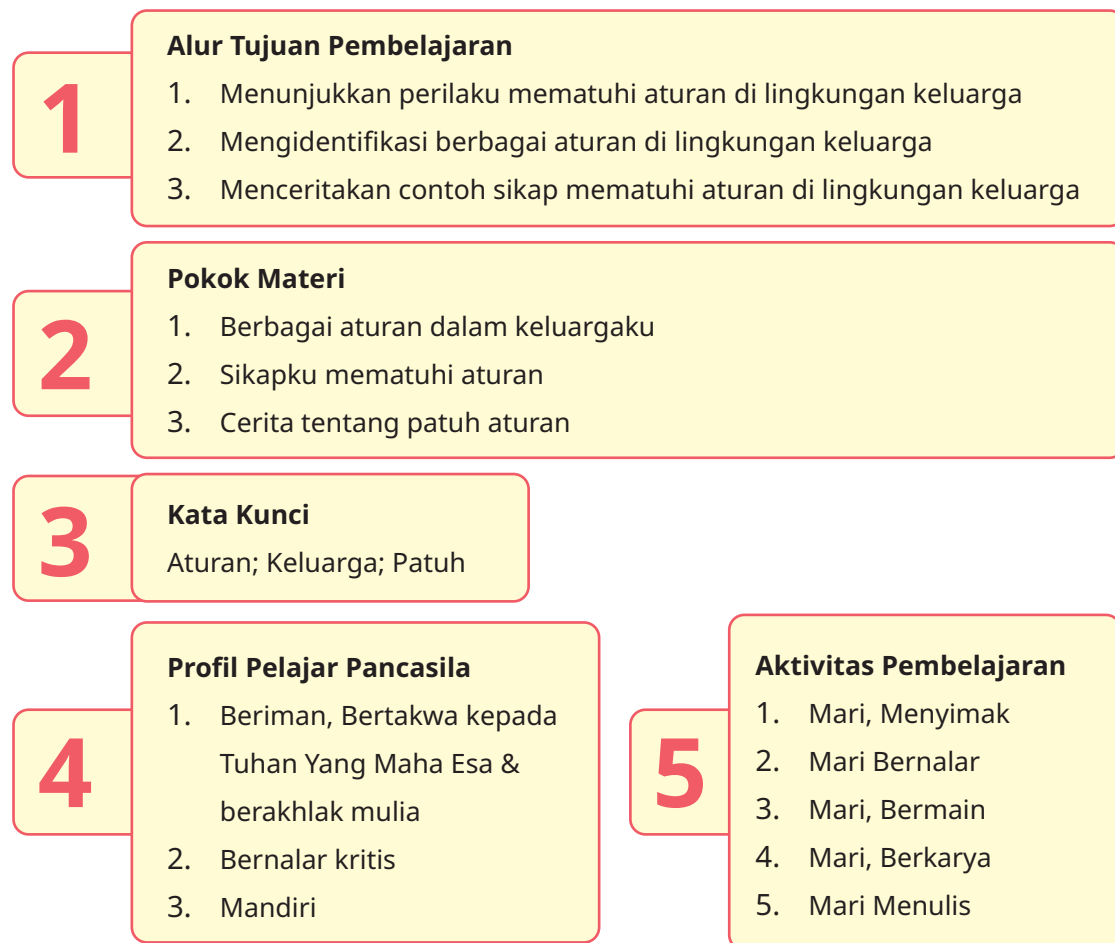 1
Alur Tujuan Pembelajaran
1. Menunjukkan perilaku mematuhi aturan di lingkungan keluarga
2. Mengidentifikasi berbagai aturan di lingkungan keluarga
3. Menceritakan contoh sikap mematuhi aturan di lingkungan keluarga
2
Pokok Materi
1. Berbagai aturan dalam keluargaku
2. Sikapku mematuhi aturan
3. Cerita tentang patuh aturan
3
Kata Kunci
Aturan; Keluarga; Patuh
4
Profil Pelajar Pancasila
1. Beriman, Bertakwa kepada
Tuhan Yang Maha Esa &
berakhlak mulia
2. Bernalar kritis
3. Mandiri
5
Aktivitas Pembelajaran
1. Mari, Menyimak
2. Mari Bernalar
3. Mari, Bermain
4. Mari, Berkarya
5. Mari Menulis